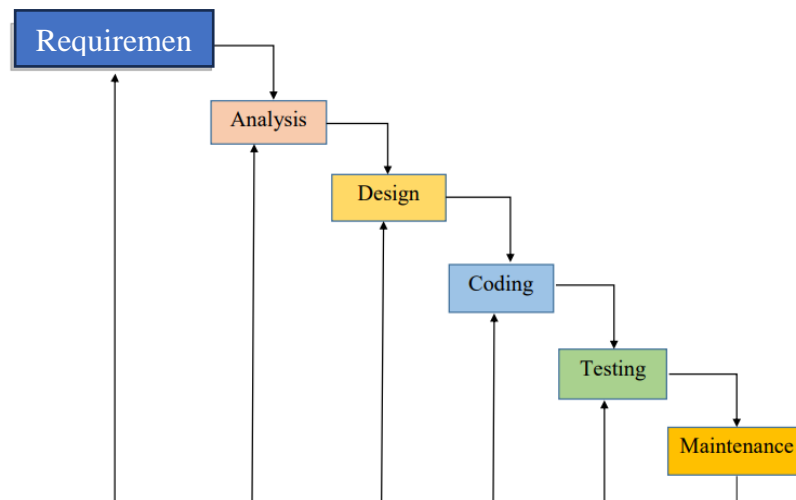 Requiremen
Analysis
Design
Coding
Testing
Maintenance